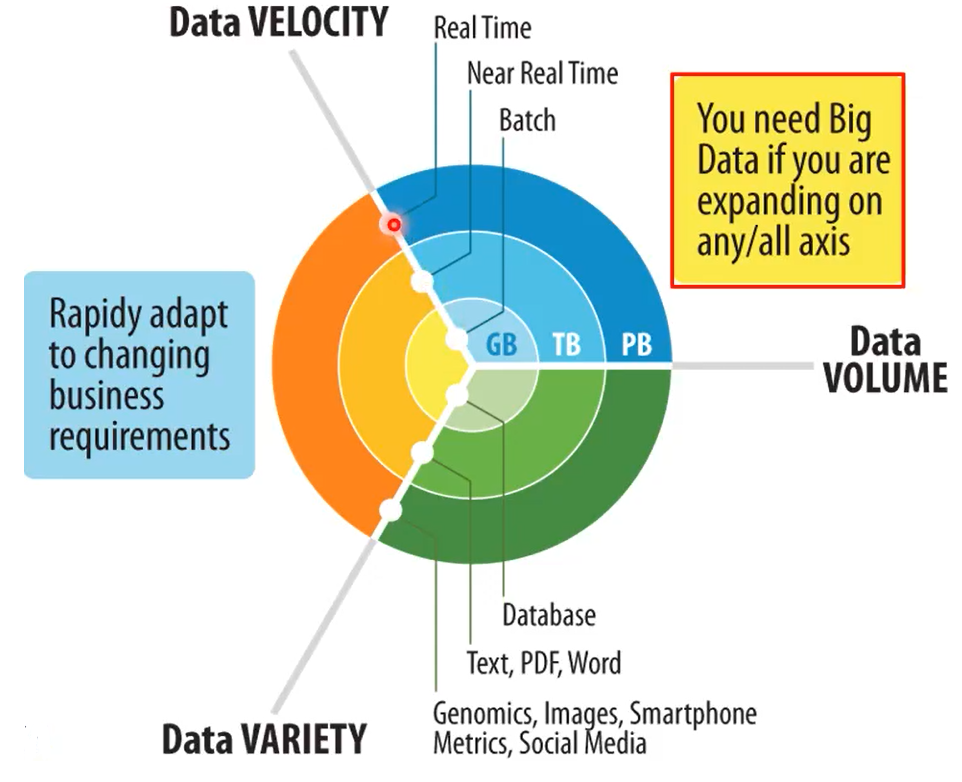 Data VELOCITY
Real Time
Near Real Time
Batch
You need Big
Data if you are
expanding on
any/all axis
Rapidy adapt
to changing
business
requirements
GB TB PB
Data
VOLUME
Database
Text, PDF, Word
Genomics, Images, Smartphone
Metrics, Social Media
Data VARIETY